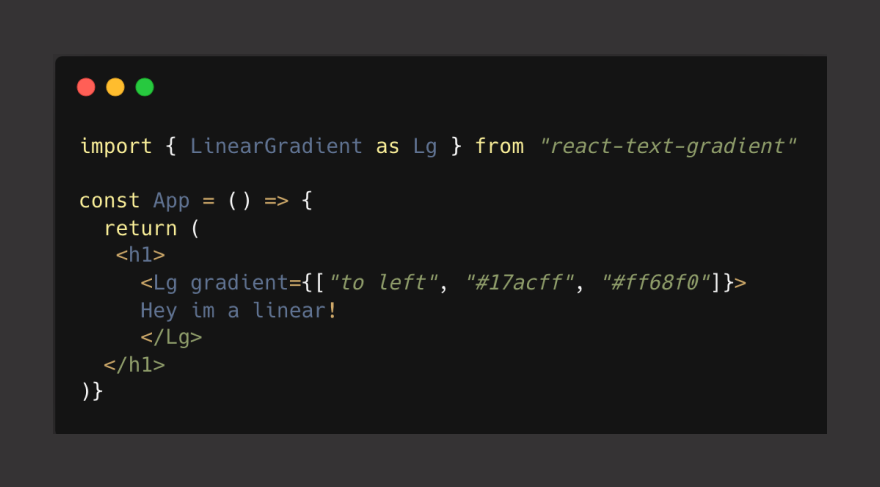 import { LinearGradient as Lg } from "react-text-gradient"
const App = () => {
return (
<h1>
<Lg gradient={["to left", "#17acff", "#ff68f0"]}>
Hey im a linear!
</Lg>
</h1>
)}